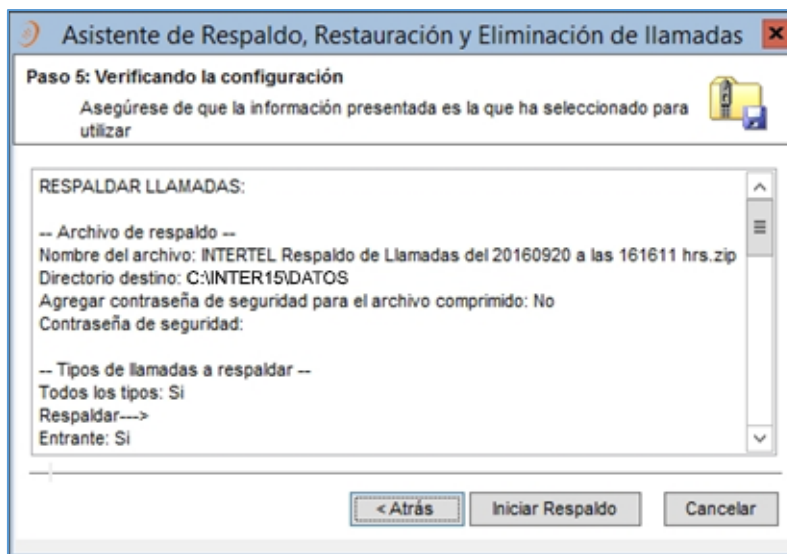 Asistente de Respaldo, Restauración y Eliminación de llamadas
Paso 5: Verificando la configuración
Asegúrese de que la información presentada es la que ha seleccionado para
utilizar
RESPALDAR LLAMADAS:
-- Archivo de respaldo --
Nombre del archivo: INTERTEL Respaldo de Llamadas del 20160920 a las 161611 hrs.zip
Directorio destino: C:\INTER15\DATOS
Agregar contraseña de seguridad para el archivo comprimido: No
Contraseña de seguridad:
-- Tipos de llamadas a respaldar --
Todos los tipos: Si
Respaldar--->
Entrante: Si
< Atrás
Iniciar Respaldo
Cancelar